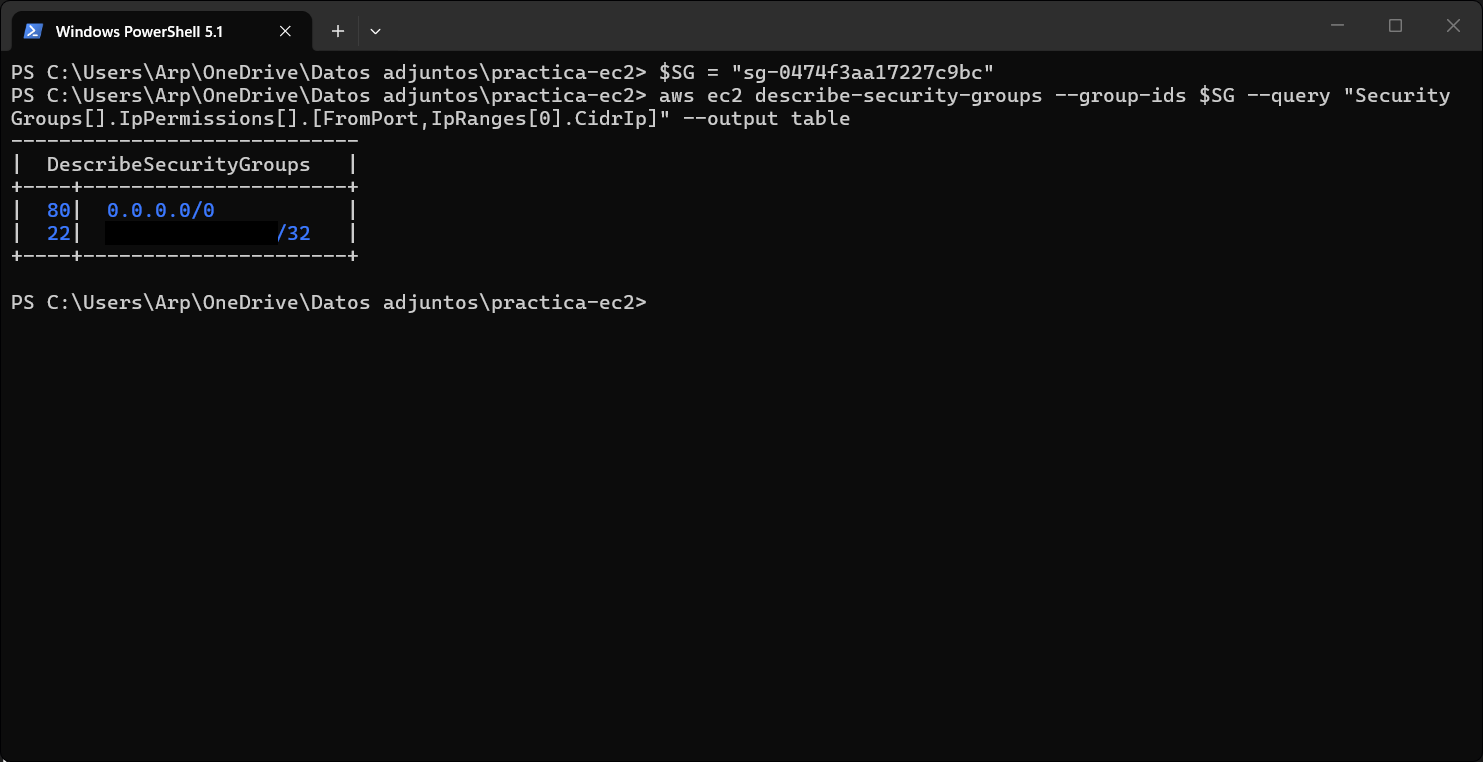 Windows PowerShell 5.1
PS C:\Users\Arp\OneDrive\Datos adjuntos\practica-ec2> $SG = "sg-0474f3aa17227c9bc"
PS C:\Users\Arp\OneDrive\Datos adjuntos\practica-ec2> aws ec2 describe-security-groups --group-ids $SG --query "Security
Groups[].IpPermissions[].[FromPort,IpRanges[0].CidrIp]" --output table
-----------------------------
|  DescribeSecurityGroups   |
+----+----------------------+
|  80|  0.0.0.0/0           |
|  22|  /32   |
+----+----------------------+
PS C:\Users\Arp\OneDrive\Datos adjuntos\practica-ec2>